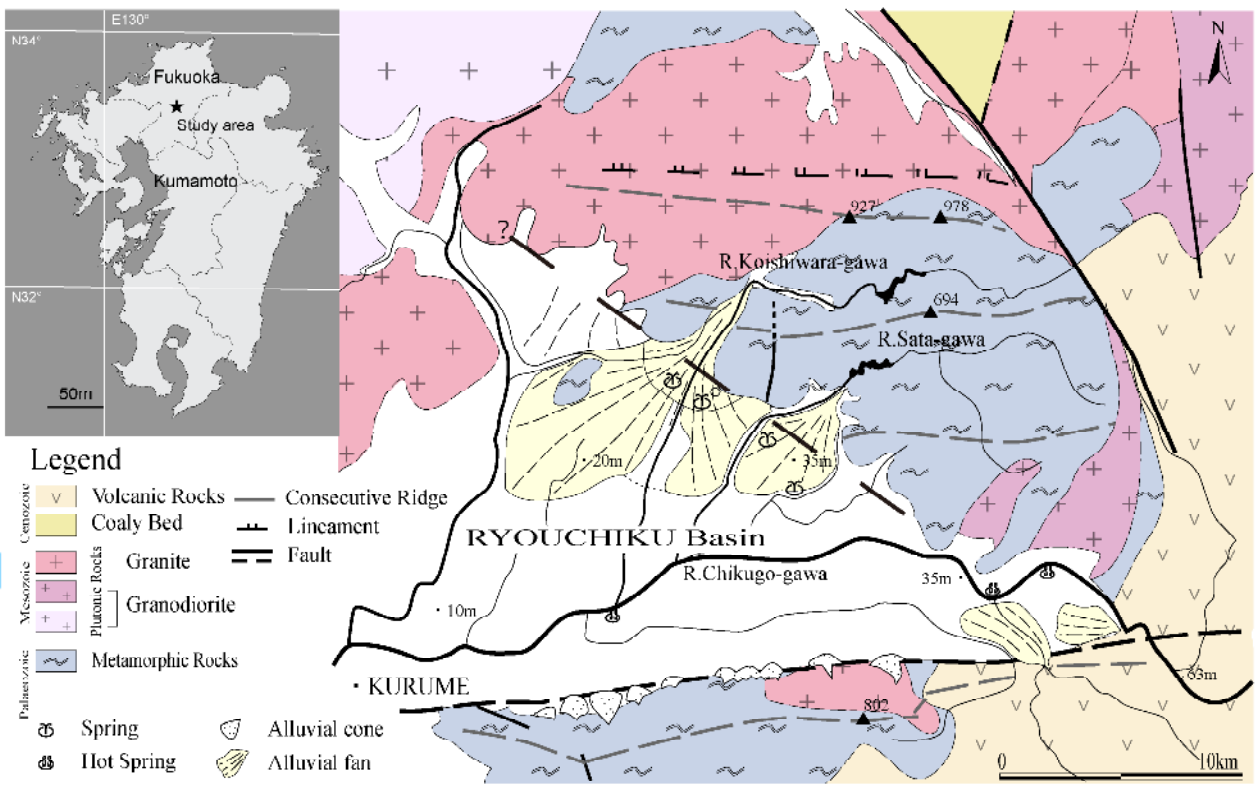 E130°
N34°
Fukuoka
Study area
Kumamoto
N32°
50m
N
927
978
?
R.Koishiwara-gawa
694
R.Sata-gawa
20m
35m
RYOUCHIKU Basin
R.Chikugo-gawa
35m
10m
KURUME
63m
802
0
10km
Legend
Cenozoic
Volcanic Rocks
Coaly Bed
Mesozoic
Plutonic Rocks
Granite
Granodiorite
Palaeozoic
Metamorphic Rocks
Consecutive Ridge
Lineament
Fault
Spring
Alluvial cone
Hot Spring
Alluvial fan